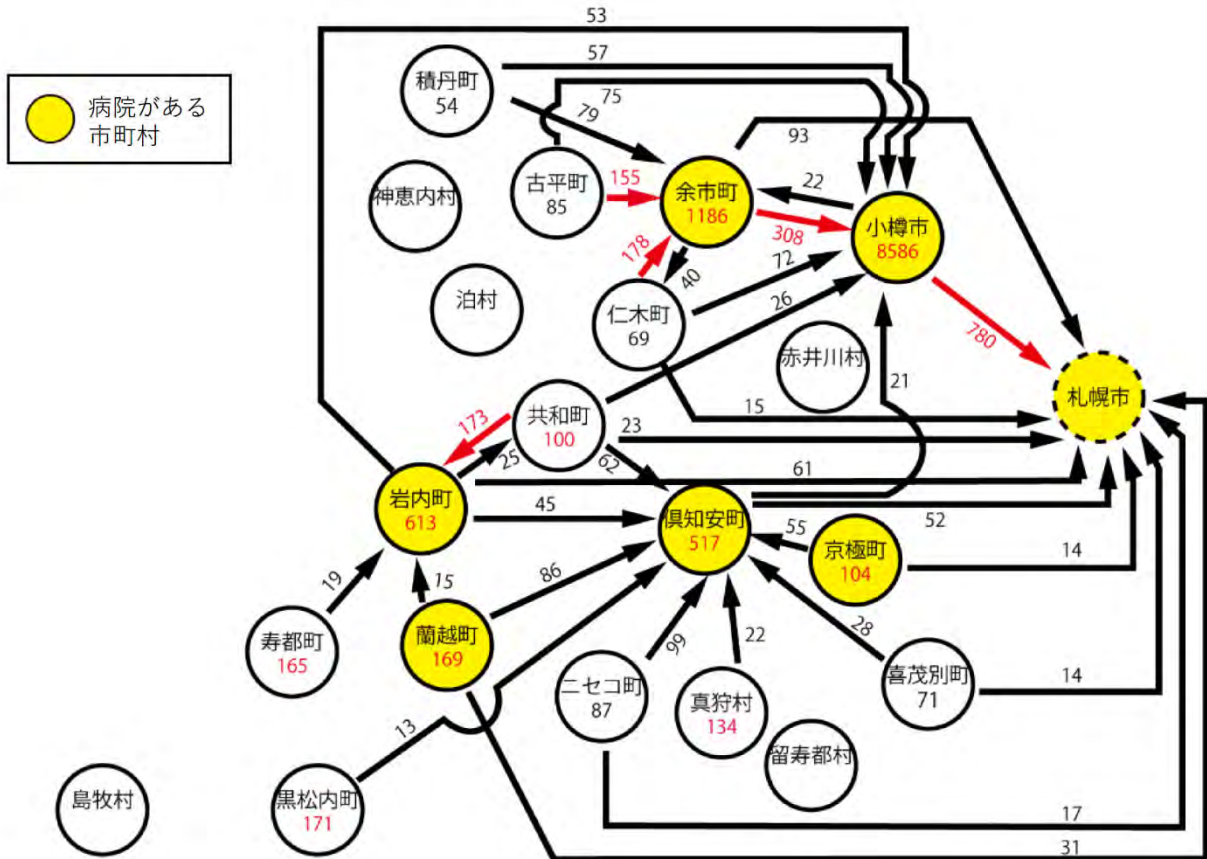 53
57
積丹町
54
75
79
93
病院がある
市町村
古平町
85
155
余市町
1186
22
神恵内村
小樽市
8586
308
178
40
72
泊村
26
仁木町
69
780
赤井川村
21
札幌市
共和町
100
15
173
23
25
62
61
岩内町
613
45
倶知安町
517
52
55
京極町
104
14
19
15
86
寿都町
165
蘭越町
169
99
22
28
ニセコ町
87
真狩村
134
喜茂別町
71
14
13
留寿都村
島牧村
黒松内町
171
17
31